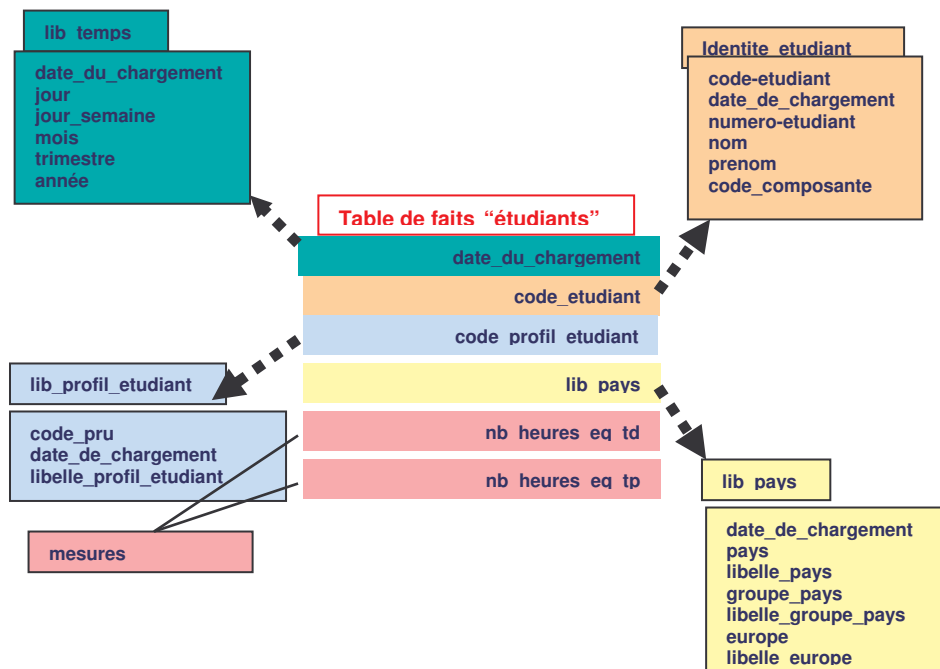 lib_temps
date_du_chargement
jour
jour_semaine
mois
trimestre
année
Identite_etudiant
code-etudiant
date_de_chargement
numero-etudiant
nom
prenom
code_composante
Table de faits “étudiants”
date_du_chargement
code_etudiant
code_profil_etudiant
lib_pays
nb_heures_eq_td
nb_heures_eq_tp
lib_profil_etudiant
code_pru
date_de_chargement
libelle_profil_etudiant
mesures
lib_pays
date_de_chargement
pays
libelle_pays
groupe_pays
libelle_groupe_pays
europe
libelle_europe